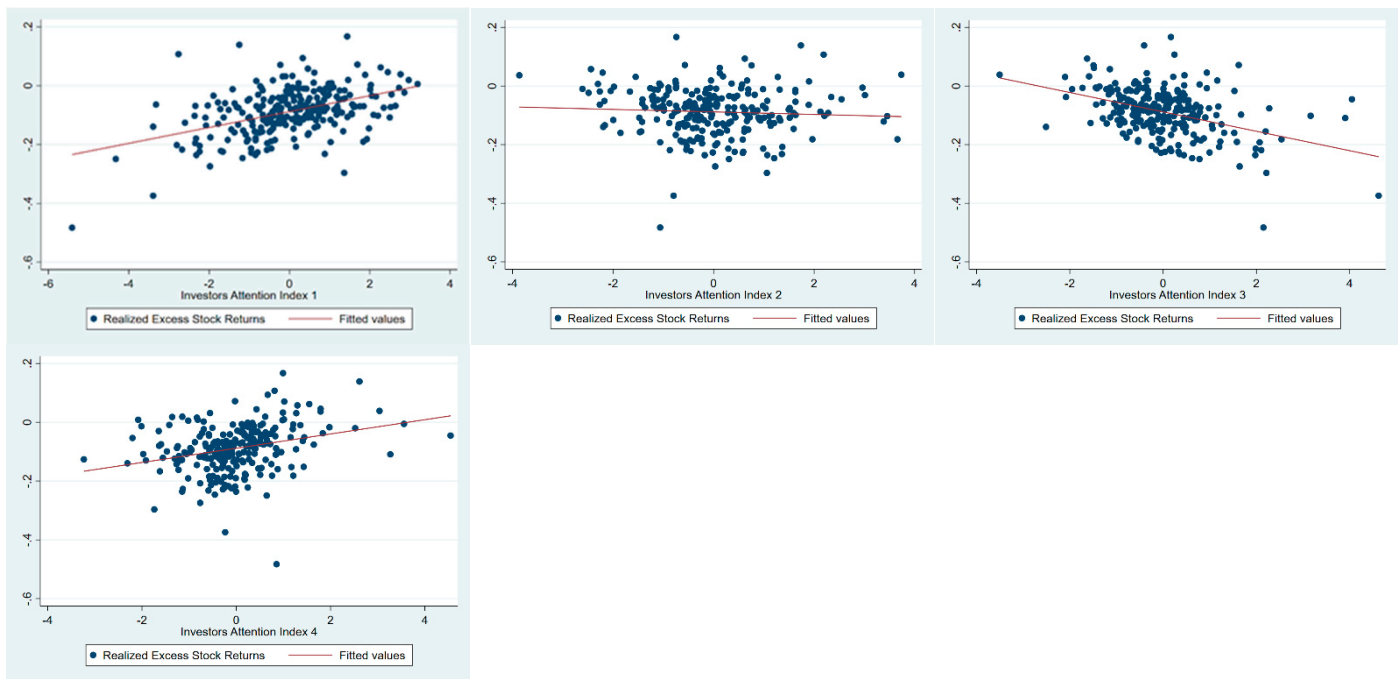 .2
0
-.2
-.4
-.6
-6 -4 -2 0 2 4
Investors Attention Index 1
Realized Excess Stock Returns Fitted values
.2
0
-.2
-.4
-.6
-4 -2 0 2 4
Investors Attention Index 2
Realized Excess Stock Returns Fitted values
.2
0
-.2
-.4
-.6
-4 -2 0 2 4
Investors Attention Index 3
Realized Excess Stock Returns Fitted values
.2
0
-.2
-.4
-.6
-4 -2 0 2 4
Investors Attention Index 4
Realized Excess Stock Returns Fitted values